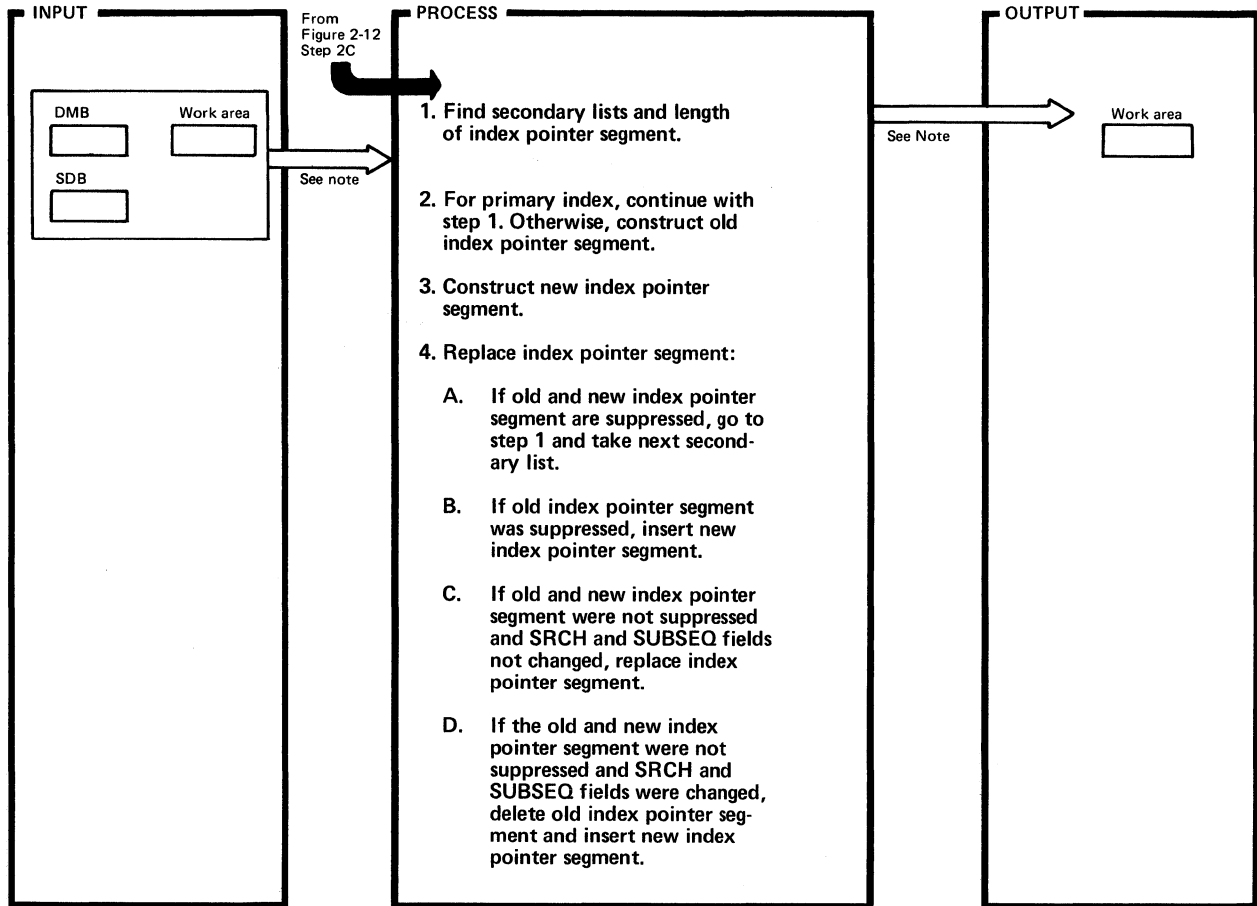 INPUT
DMB
Work area
SDB
From
Figure 2-12
Step 2C
See note
PROCESS
1. Find secondary lists and length
of index pointer segment.
2. For primary index, continue with
step 1. Otherwise, construct old
index pointer segment.
3. Construct new index pointer
segment.
4. Replace index pointer segment:
A. If old and new index pointer
segment are suppressed, go to
step 1 and take next second-
ary list.
B. If old index pointer segment
was suppressed, insert new
index pointer segment.
C. If old and new index pointer
segment were not suppressed
and SRCH and SUBSEQ fields
not changed, replace index
pointer segment.
D. If the old and new index
pointer segment were not
suppressed and SRCH and
SUBSEQ fields were changed,
delete old index pointer seg-
ment and insert new index
pointer segment.
See Note
OUTPUT
Work area